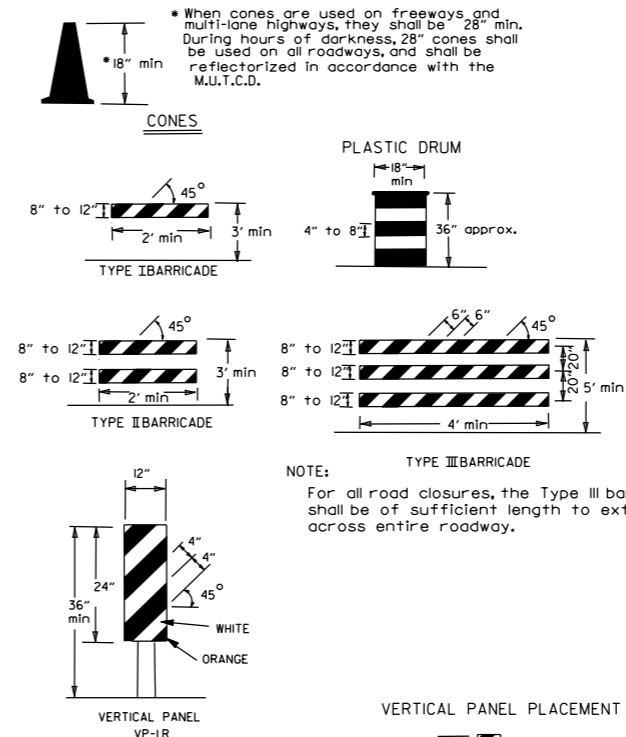 * When cones are used on freeways and
multi-lane highways, they shall be 28" min.
During hours of darkness, 28" cones shall
be used on all roadways, and shall be
reflectorized in accordance with the
M.U.T.C.D.
*18" min
CONES
PLASTIC DRUM
18"
min
4" to 8"
36" approx.
45°
8" to 12"
2' min
3' min
TYPE I BARRICADE
45°
8" to 12"
8" to 12"
2' min
3' min
TYPE II BARRICADE
6" 6"
45°
8" to 12"
8" to 12"
8" to 12"
20"
20"
5' min
4' min
TYPE III BARRICADE
NOTE:
For all road closures, the Type III ba
shall be of sufficient length to ext
across entire roadway.
12"
4"
4"
24"
45°
36"
min
WHITE
ORANGE
VERTICAL PANEL
VP-1R
VERTICAL PANEL PLACEMENT